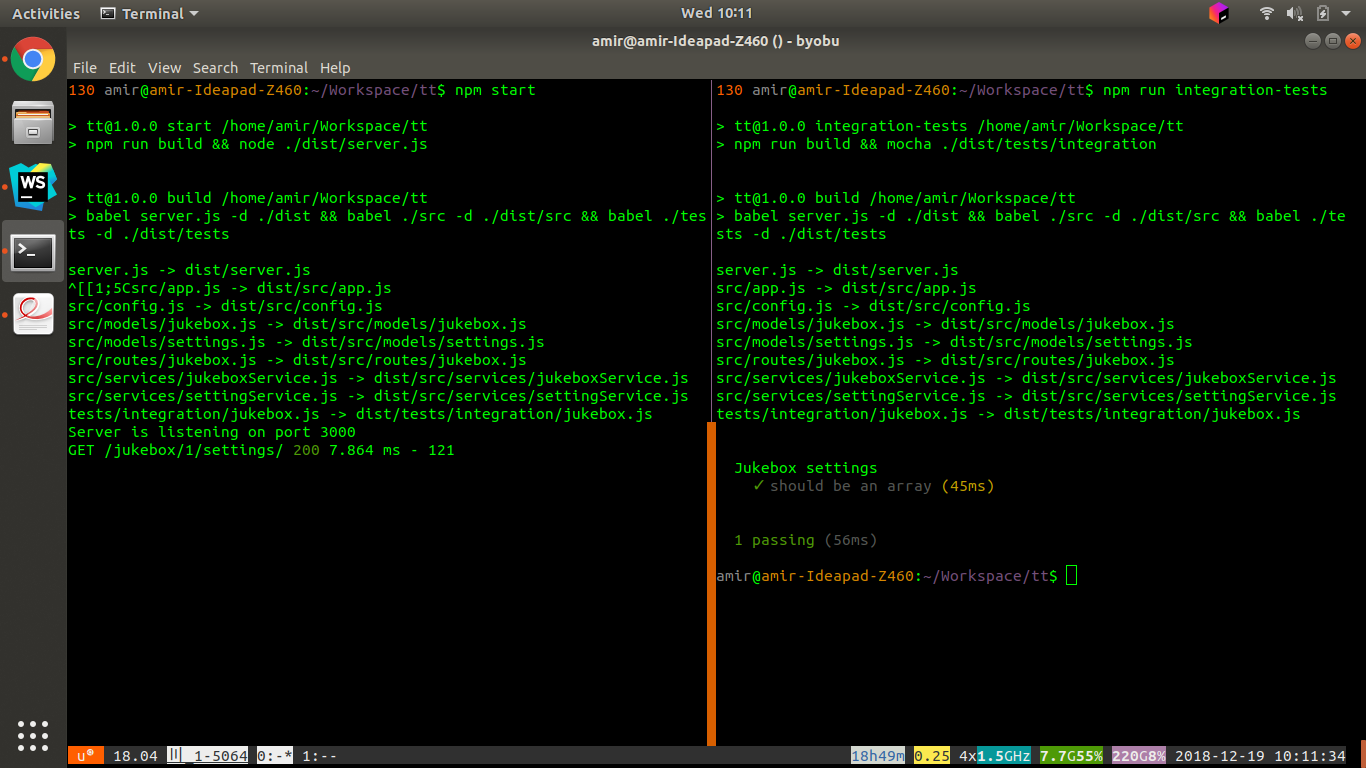 Activities Terminal Wed 10:11
amir@amir-Ideapad-Z460 () - byobu
File Edit View Search Terminal Help
130 amir@amir-Ideapad-Z460:~/Workspace/tt$ npm start
> tt@1.0.0 start /home/amir/Workspace/tt
> npm run build && node ./dist/server.js
> tt@1.0.0 build /home/amir/Workspace/tt
> babel server.js -d ./dist && babel ./src -d ./dist/src && babel ./tes
ts -d ./dist/tests
server.js -> dist/server.js
^[[1;5Csrc/app.js -> dist/src/app.js
src/config.js -> dist/src/config.js
src/models/jukebox.js -> dist/src/models/jukebox.js
src/models/settings.js -> dist/src/models/settings.js
src/routes/jukebox.js -> dist/src/routes/jukebox.js
src/services/jukeboxService.js -> dist/src/services/jukeboxService.js
src/services/settingService.js -> dist/src/services/settingService.js
tests/integration/jukebox.js -> dist/tests/integration/jukebox.js
Server is listening on port 3000
GET /jukebox/1/settings/ 200 7.864 ms - 121
130 amir@amir-Ideapad-Z460:~/Workspace/tt$ npm run integration-tests
> tt@1.0.0 integration-tests /home/amir/Workspace/tt
> npm run build && mocha ./dist/tests/integration
> tt@1.0.0 build /home/amir/Workspace/tt
> babel server.js -d ./dist && babel ./src -d ./dist/src && babel ./te
sts -d ./dist/tests
server.js -> dist/server.js
src/app.js -> dist/src/app.js
src/config.js -> dist/src/config.js
src/models/jukebox.js -> dist/src/models/jukebox.js
src/models/settings.js -> dist/src/models/settings.js
src/routes/jukebox.js -> dist/src/routes/jukebox.js
src/services/jukeboxService.js -> dist/src/services/jukeboxService.js
src/services/settingService.js -> dist/src/services/settingService.js
tests/integration/jukebox.js -> dist/tests/integration/jukebox.js
Jukebox settings
✓ should be an array (45ms)
1 passing (56ms)
amir@amir-Ideapad-Z460:~/Workspace/tt$
WS
u 18.04 1-5064 0:-* 1:-- 18h49m 0.25 4x1.5GHz 7.7G55% 220G8% 2018-12-19 10:11:34